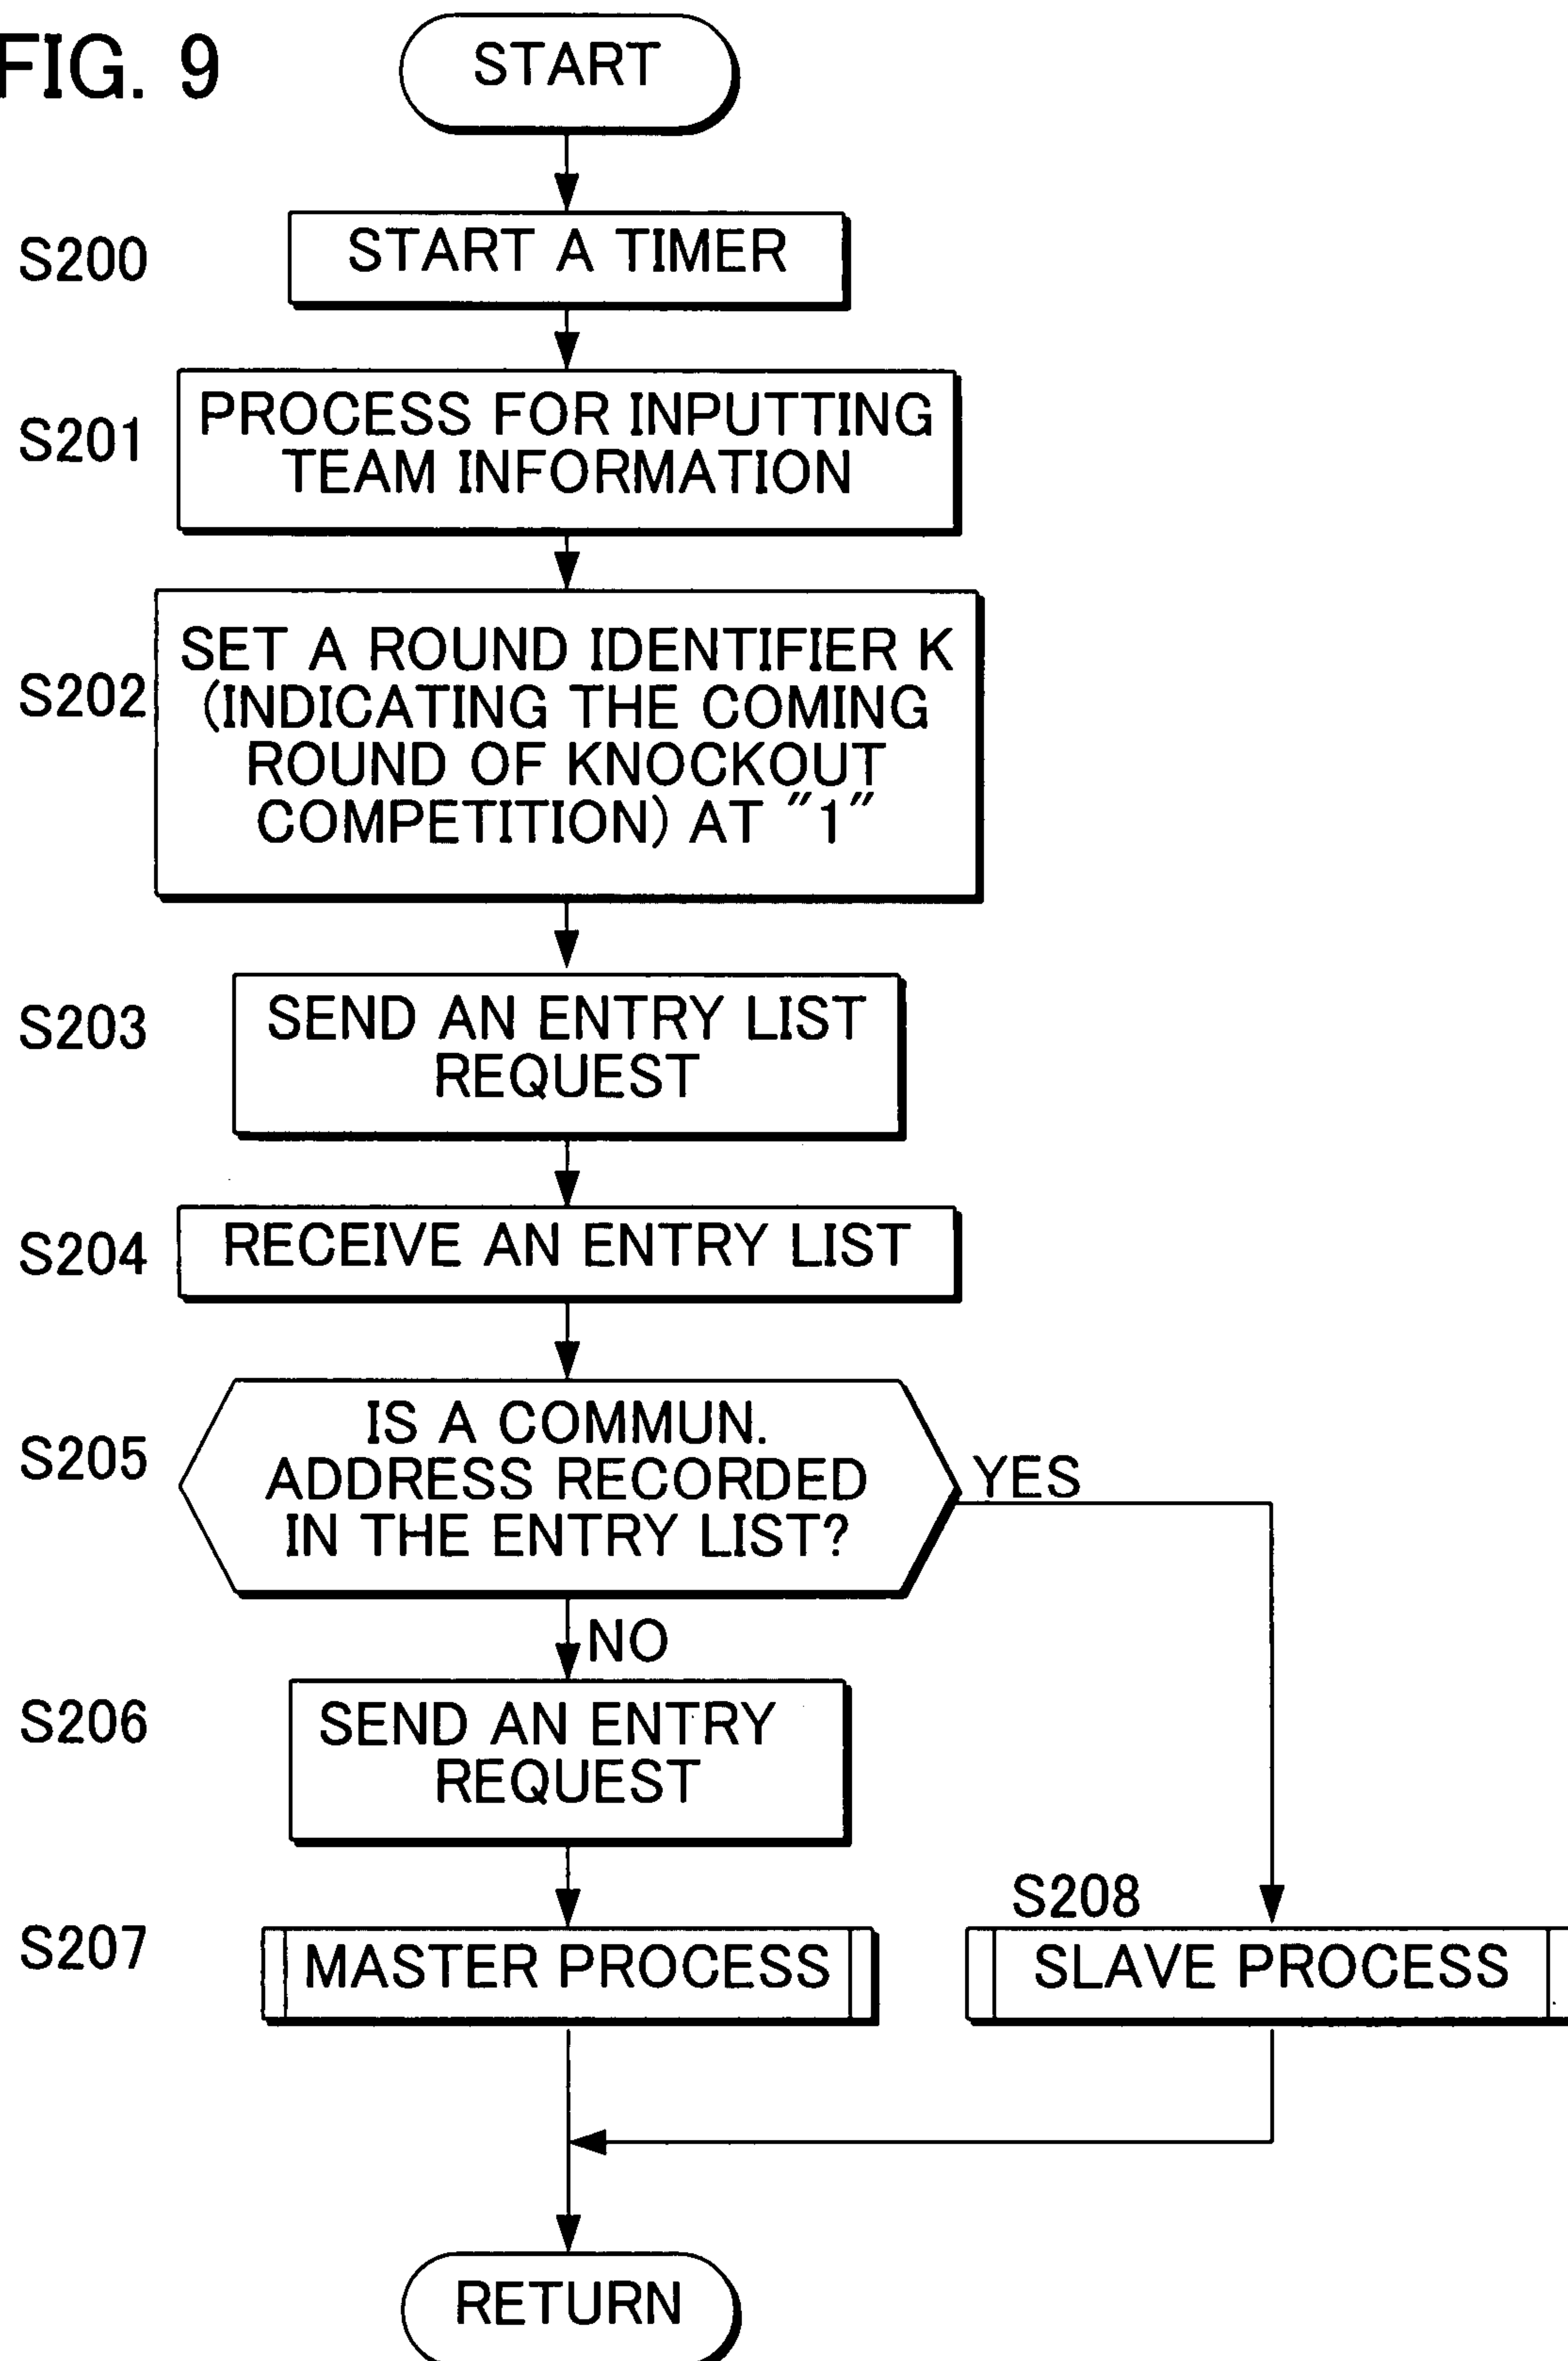 FIG. 9
START
S200
START A TIMER
S201
PROCESS FOR INPUTTING
TEAM INFORMATION
S202
SET A ROUND IDENTIFIER K
(INDICATING THE COMING
ROUND OF KNOCKOUT
COMPETITION) AT "1"
S203
SEND AN ENTRY LIST
REQUEST
S204
RECEIVE AN ENTRY LIST
S205
IS A COMMUN.
ADDRESS RECORDED
IN THE ENTRY LIST?
YES
NO
S206
SEND AN ENTRY
REQUEST
S207
MASTER PROCESS
S208
SLAVE PROCESS
RETURN